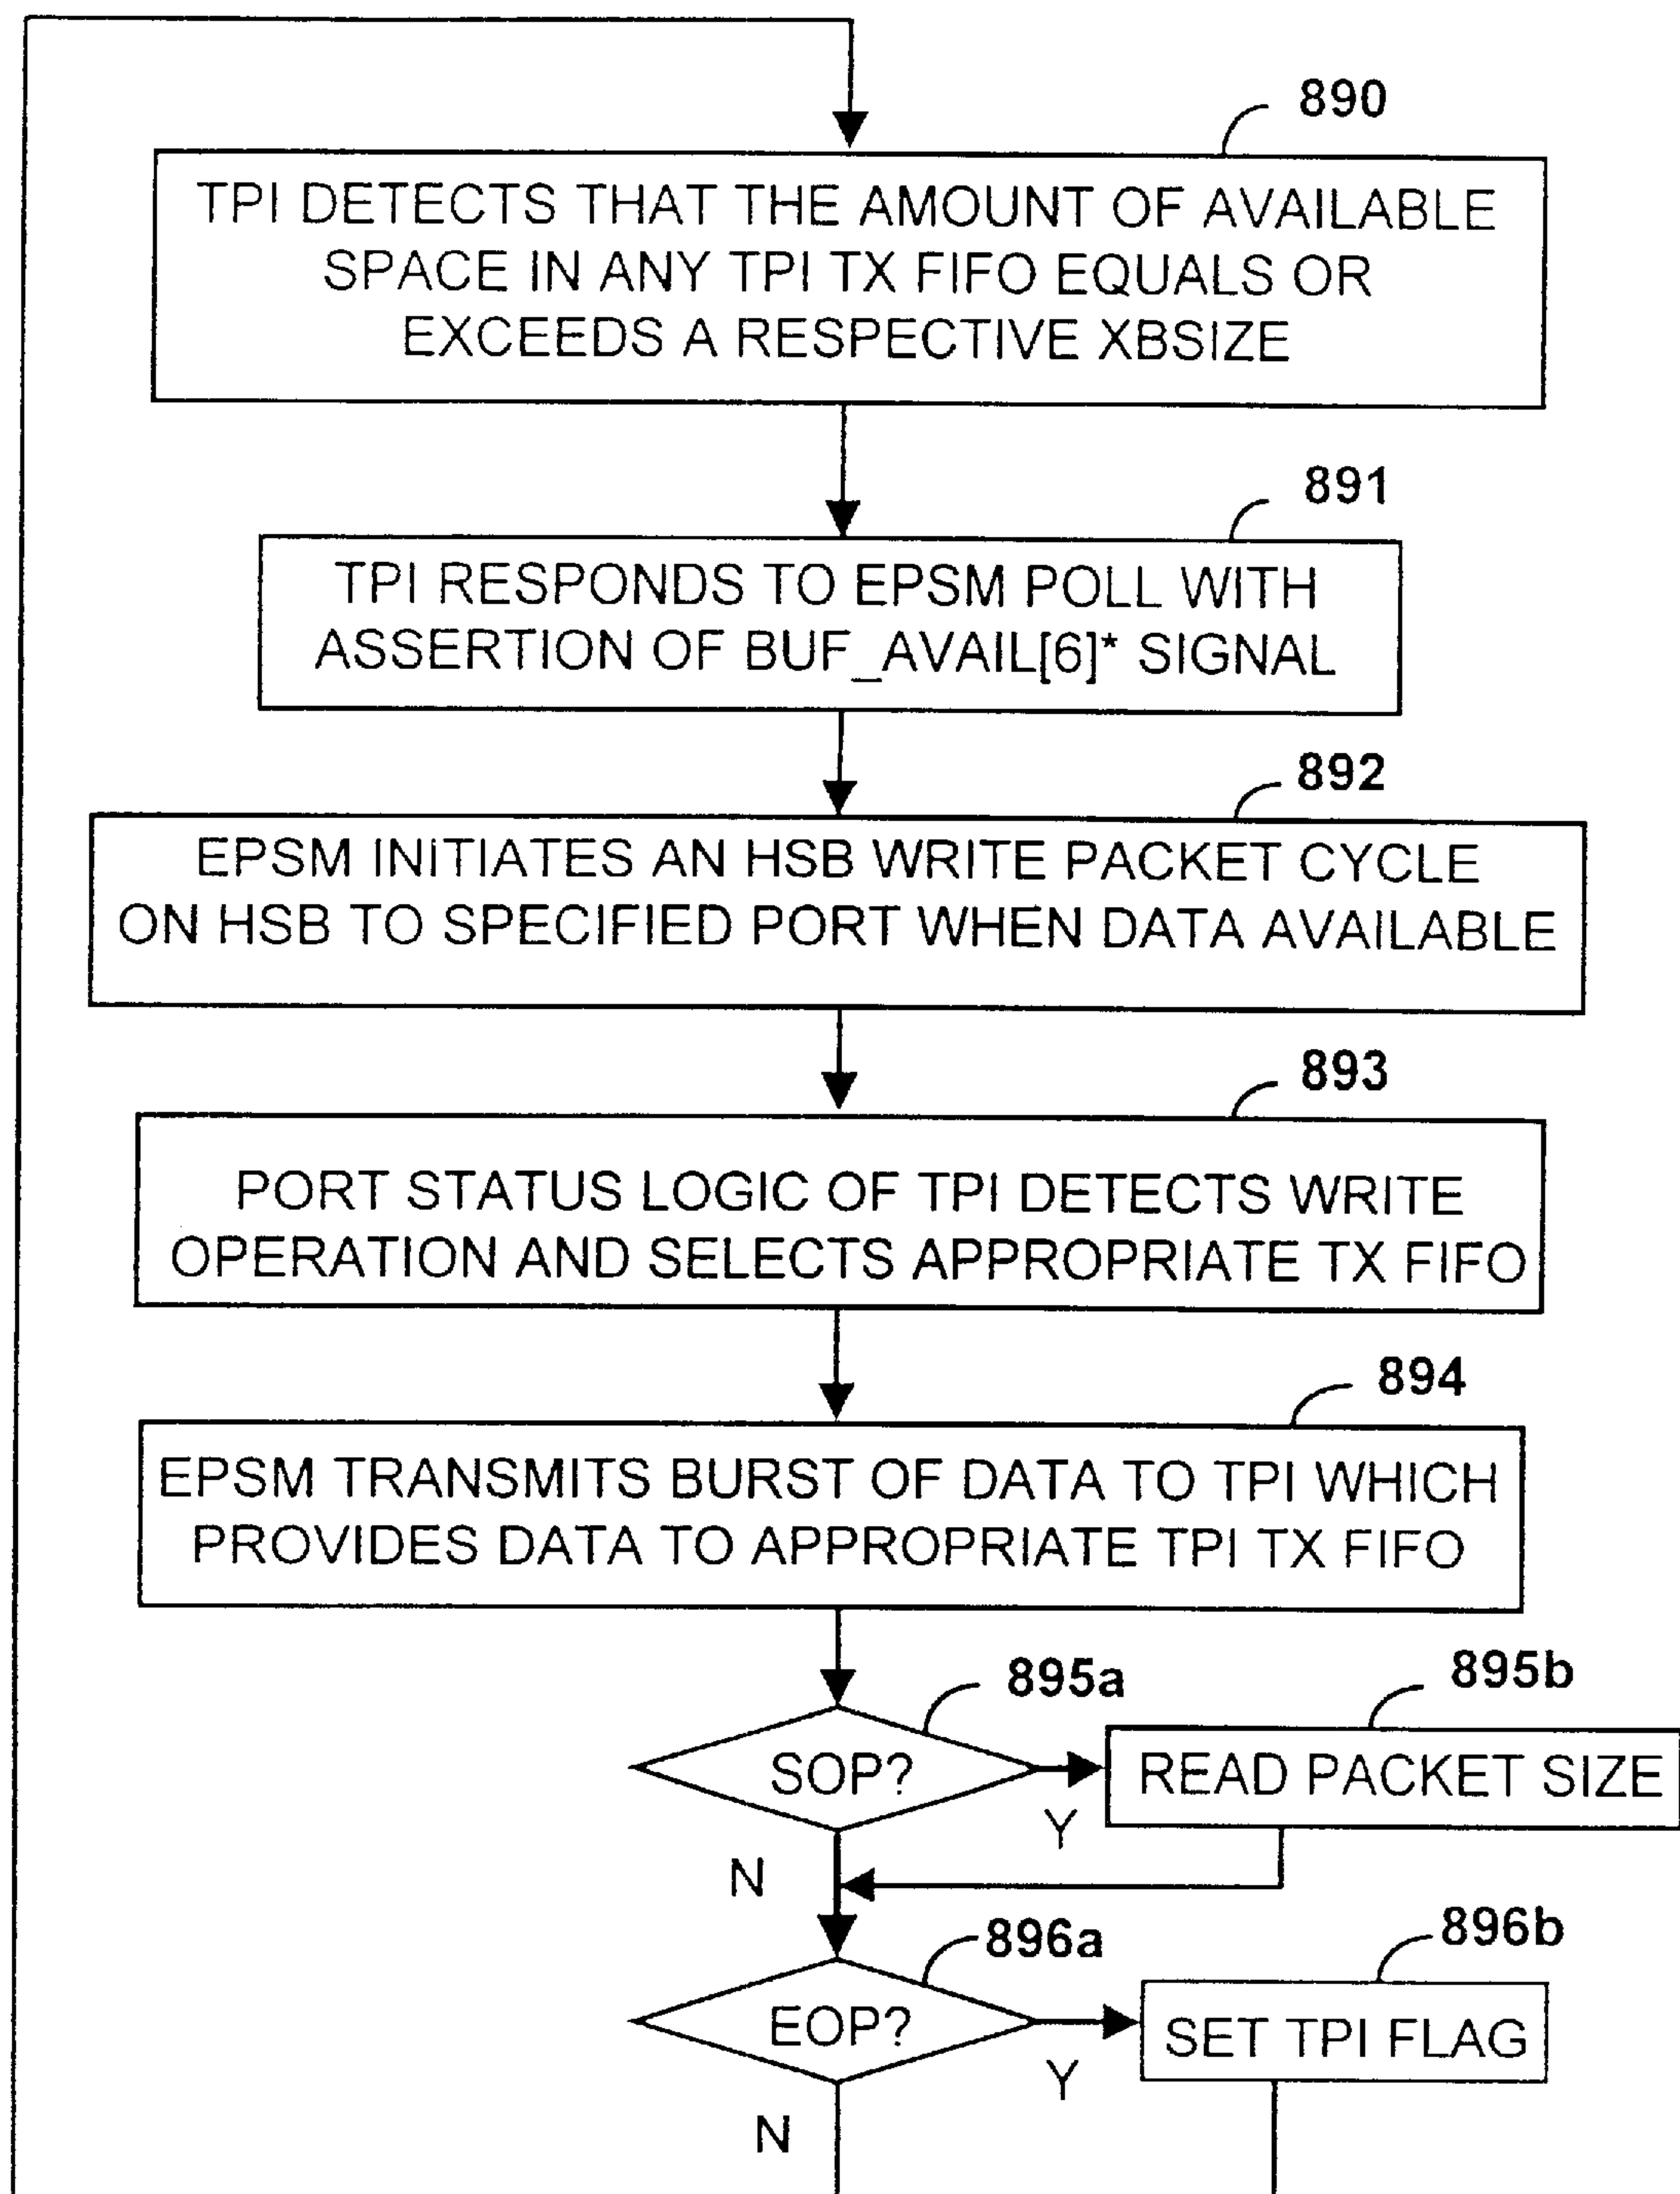 890
TPI DETECTS THAT THE AMOUNT OF AVAILABLE
SPACE IN ANY TPI TX FIFO EQUALS OR
EXCEEDS A RESPECTIVE XBSIZE
891
TPI RESPONDS TO EPSM POLL WITH
ASSERTION OF BUF_AVAIL[6]* SIGNAL
892
EPSM INITIATES AN HSB WRITE PACKET CYCLE
ON HSB TO SPECIFIED PORT WHEN DATA AVAILABLE
893
PORT STATUS LOGIC OF TPI DETECTS WRITE
OPERATION AND SELECTS APPROPRIATE TX FIFO
894
EPSM TRANSMITS BURST OF DATA TO TPI WHICH
PROVIDES DATA TO APPROPRIATE TPI TX FIFO
895a
895b
SOP?
READ PACKET SIZE
Y
N
896a
896b
EOP?
SET TPI FLAG
Y
N